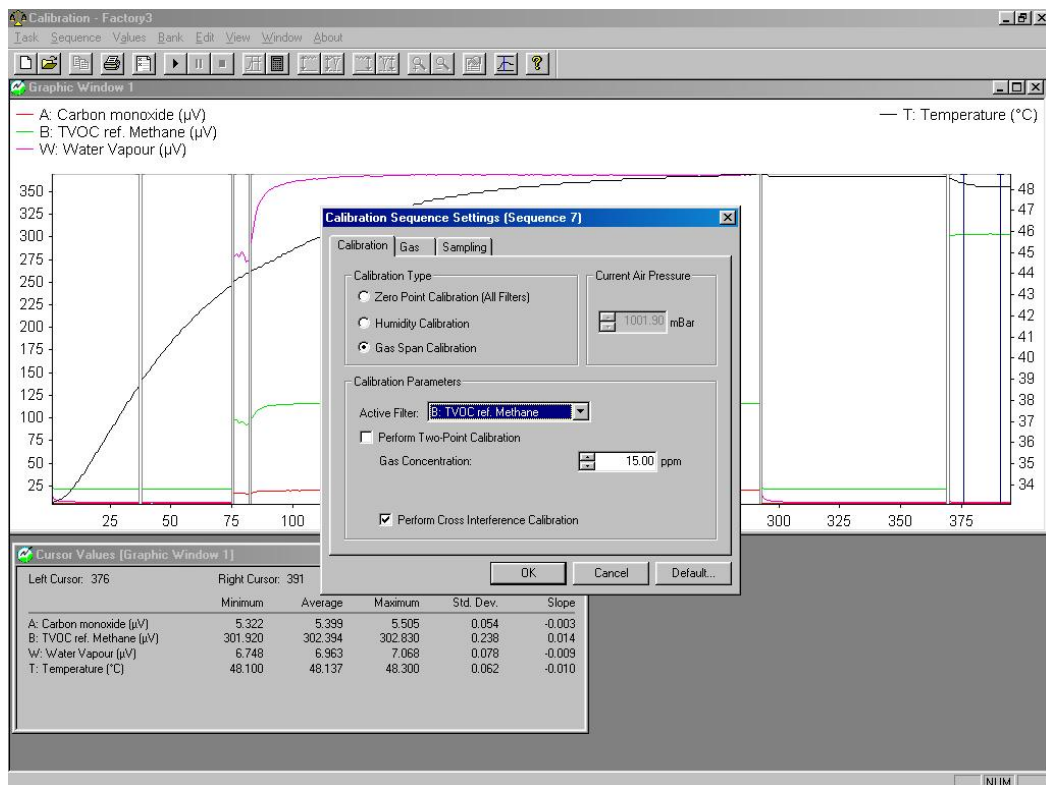 Calibration - Factory3
Task Sequence Values Bank Edit View Window About
Graphic Window 1
A: Carbon monoxide (µV)
B: TVOC ref. Methane (µV)
W: Water Vapour (µV)
T: Temperature (°C)
350
325
300
275
250
225
200
175
150
125
100
75
50
25
48
47
46
45
44
43
42
41
40
39
38
37
36
35
34
25 50 75 100 300 325 350 375
Calibration Sequence Settings (Sequence 7)
Calibration Gas Sampling
Calibration Type
Zero Point Calibration (All Filters)
Humidity Calibration
Gas Span Calibration
Current Air Pressure
1001.90 mBar
Calibration Parameters
Active Filter: B: TVOC ref. Methane
Perform Two-Point Calibration
Gas Concentration: 15.00 ppm
Perform Cross Interference Calibration
OK Cancel Default...
Cursor Values [Graphic Window 1]
Left Cursor: 376 Right Cursor: 391
Minimum Average Maximum Std. Dev. Slope
A: Carbon monoxide (µV) 5.322 5.399 5.505 0.054 -0.003
B: TVOC ref. Methane (µV) 301.920 302.394 302.830 0.238 0.014
W: Water Vapour (µV) 6.748 6.963 7.068 0.078 -0.009
T: Temperature (°C) 48.100 48.137 48.300 0.062 -0.010
NUM